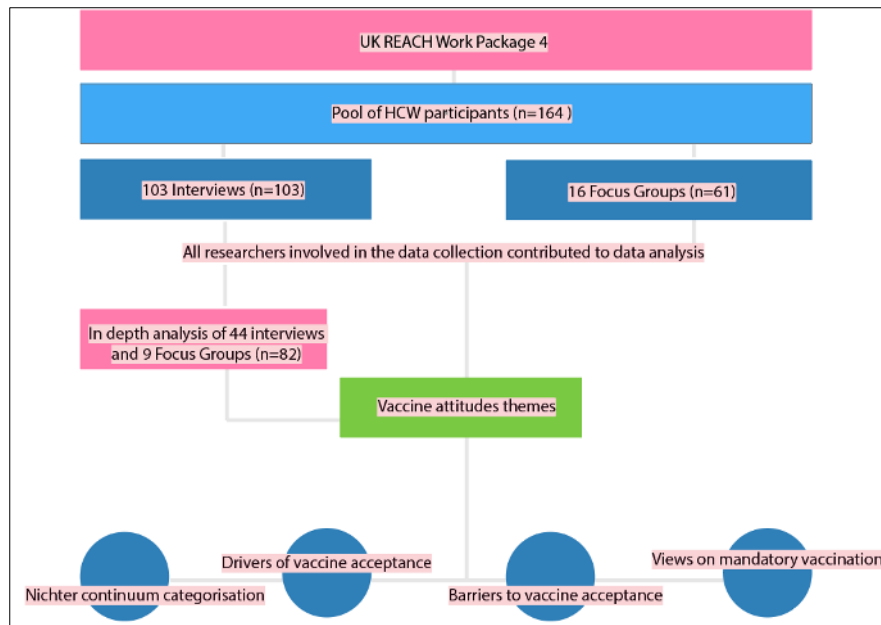 UK REACH Work Package 4
Pool of HCW participants (n=164 )
103 Interviews (n=103)
16 Focus Groups (n=61)
All researchers involved in the data collection contributed to data analysis
In depth analysis of 44 interviews
and 9 Focus Groups (n=82)
Vaccine attitudes themes
Nichter continuum categorisation
Drivers of vaccine acceptance
Barriers to vaccine acceptance
Views on mandatory vaccination